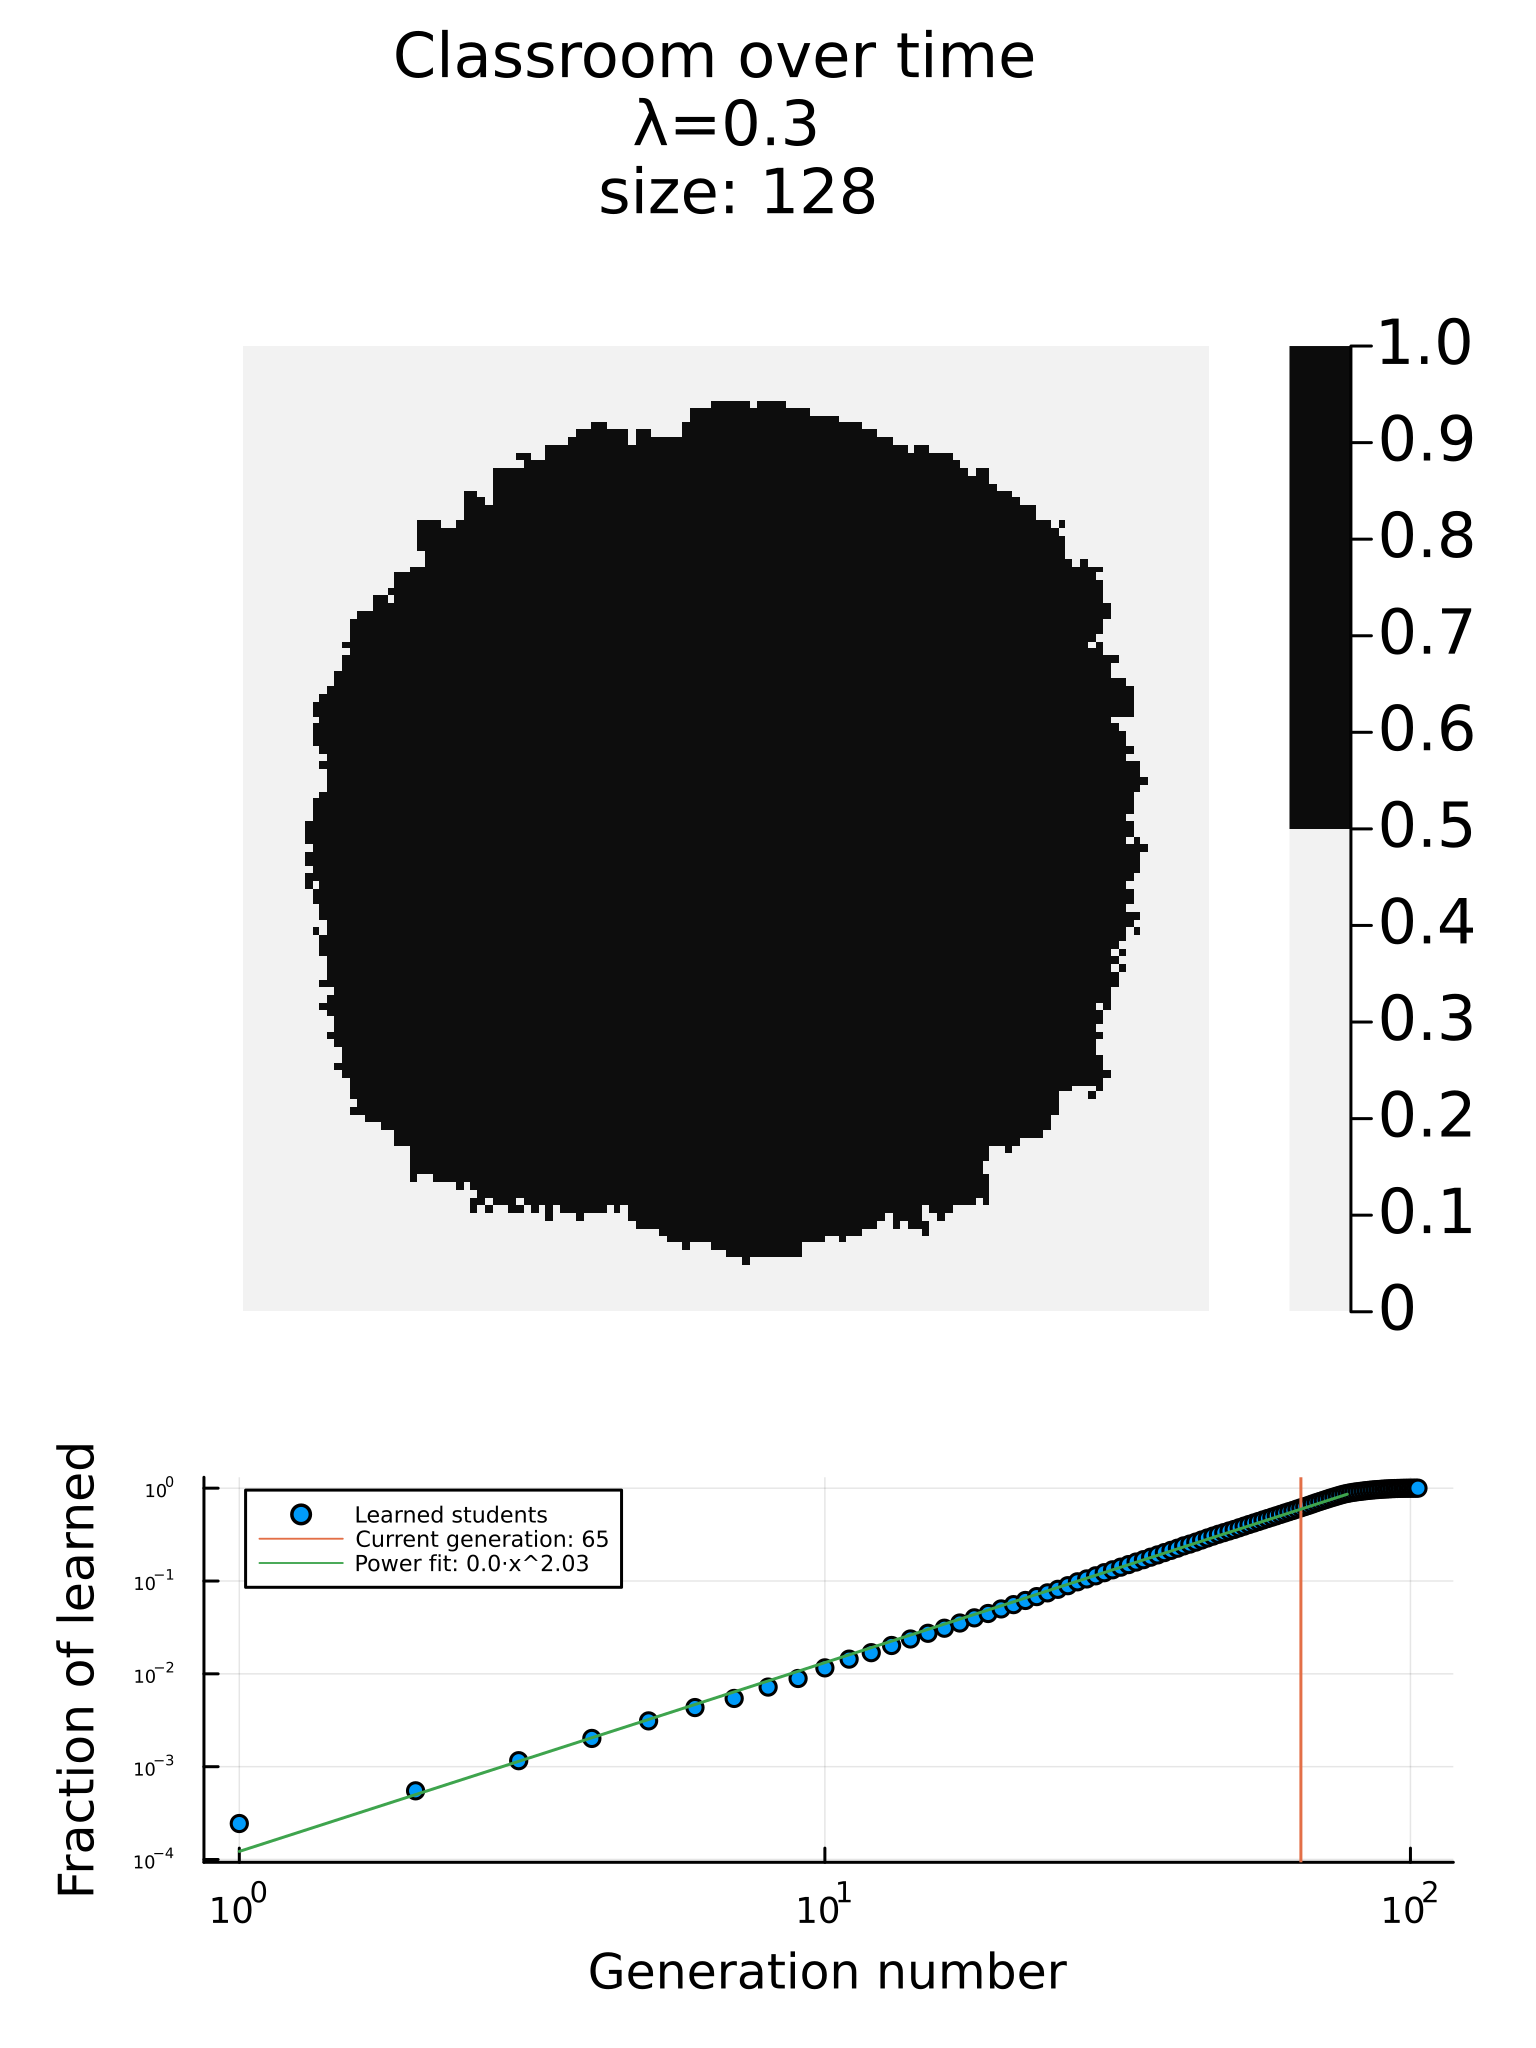 Classroom over time
λ=0.3
size: 128
1.0
0.9
0.8
0.7
0.6
0.5
0.4
0.3
0.2
0.1
0
Fraction of learned
10^0
10^-1
10^-2
10^-3
10^-4
Learned students
Current generation: 65
Power fit: 0.0·x^2.03
10^0 10^1 10^2
Generation number